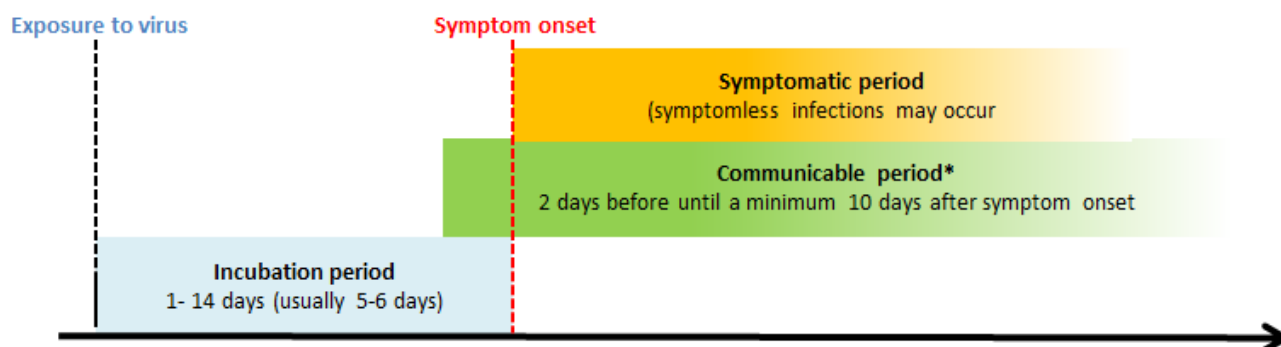 Exposure to virus
Symptom onset
Symptomatic period
(symptomless infections may occur
Communicable period*
2 days before until a minimum 10 days after symptom onset
Incubation period
1- 14 days (usually 5-6 days)